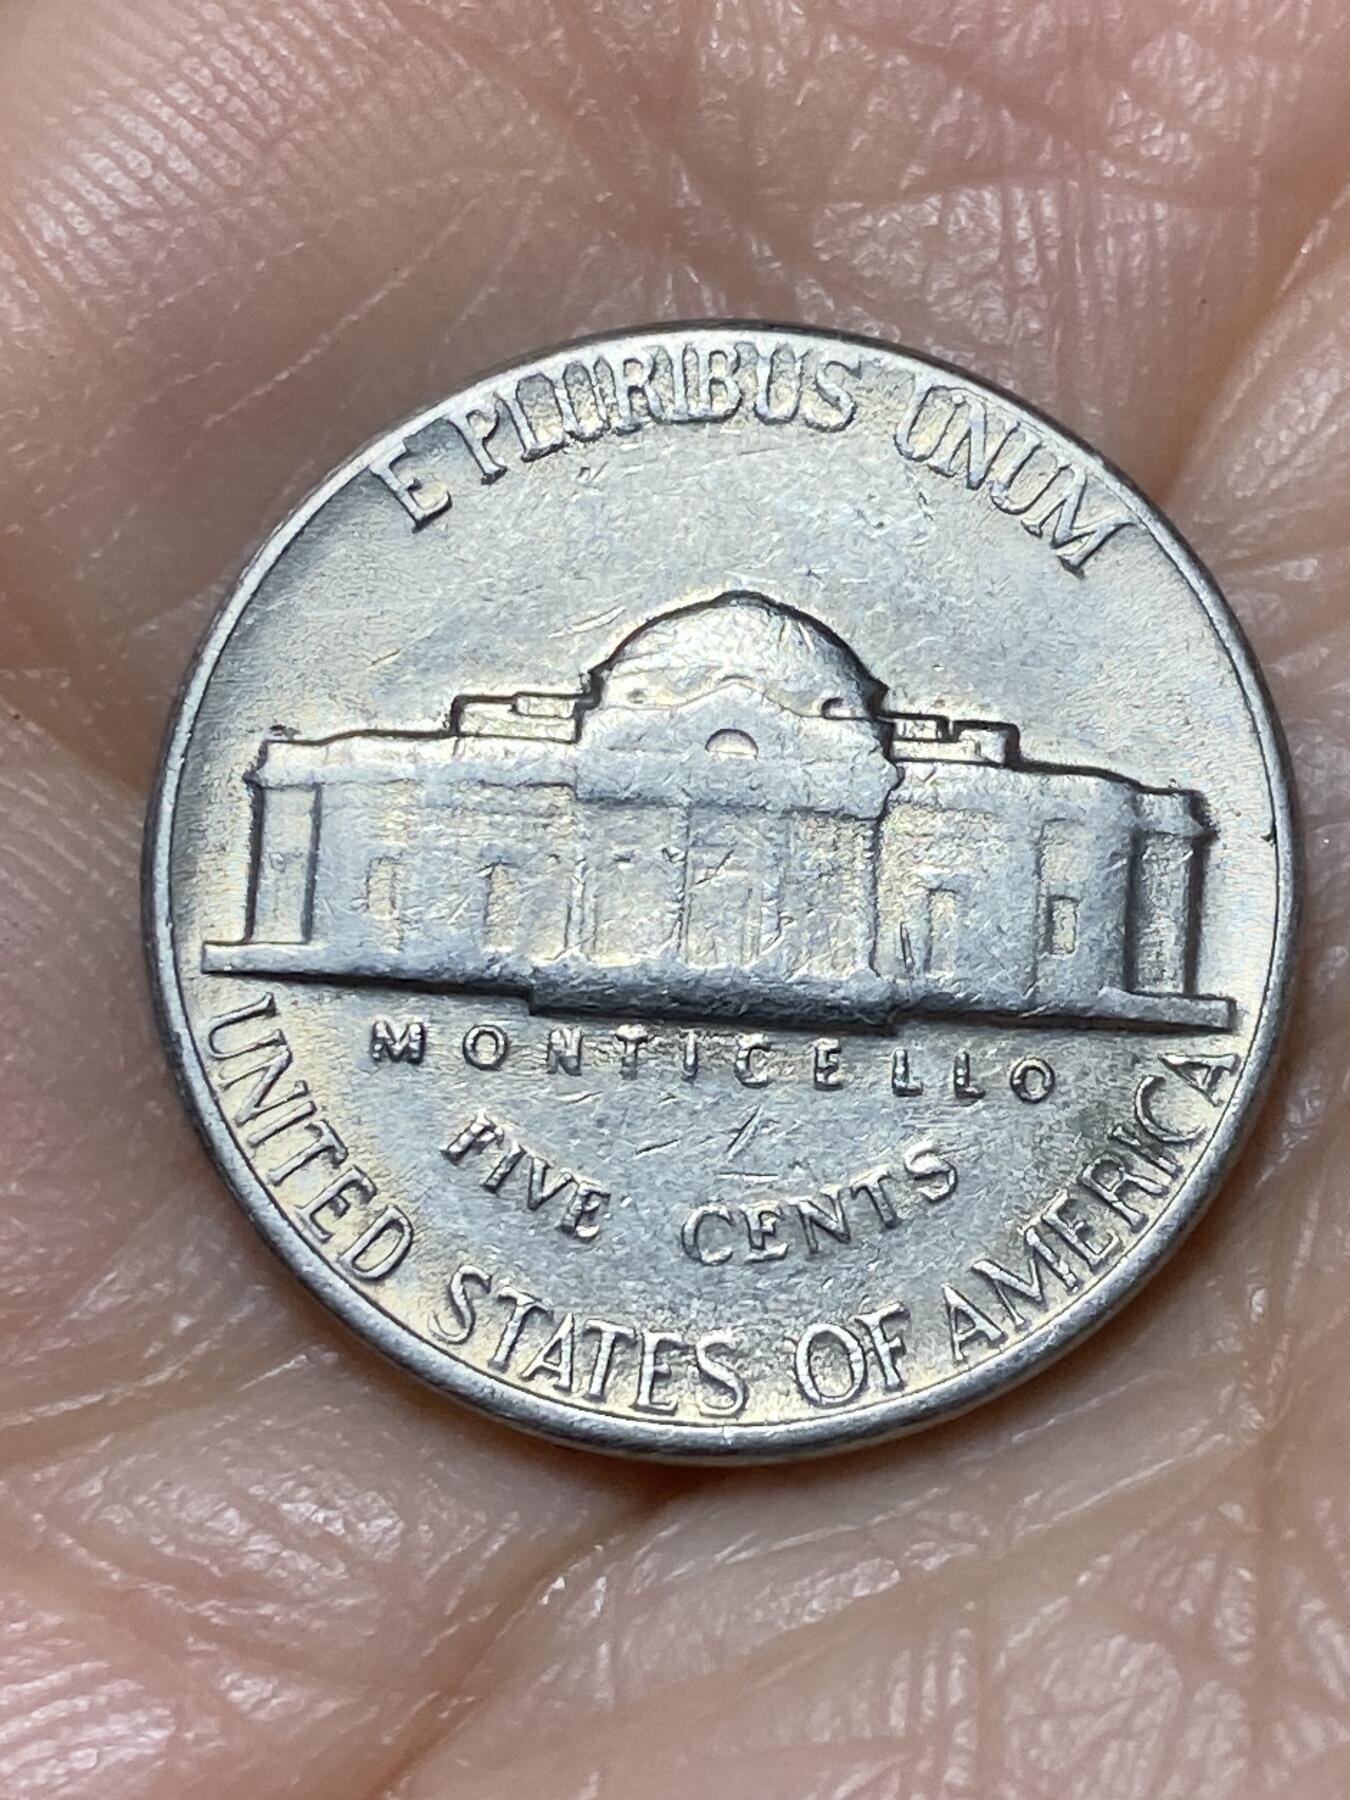 E PLURIBUS UNUM
MONTICELLO
FIVE CENTS
UNITED STATES OF AMERICA